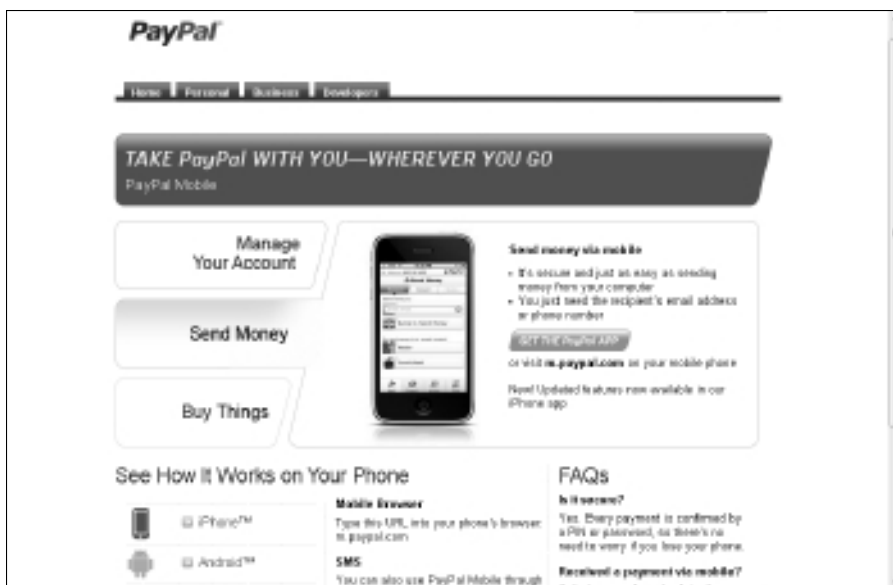 PayPal
Home Personal Business Developers
TAKE PayPal WITH YOU—WHEREVER YOU GO
PayPal Mobile
Manage
Your Account
Send Money
Buy Things
Send money via mobile
• It's secure and just as easy as sending
money from your computer
• You just need the recipient's email address
or phone number
GET THE PayPal APP
or visit m.paypal.com on your mobile phone
New! Updated features now available in our
iPhone app
See How It Works on Your Phone
iPhone™
Android™
Mobile Browser
Type this URL into your phone's browser:
m.paypal.com
SMS
You can also use PayPal Mobile through
FAQs
Is it secure?
Yes. Every payment is confirmed by
a PIN or password, so there's no
need to worry if you lose your phone.
Received a payment via mobile?